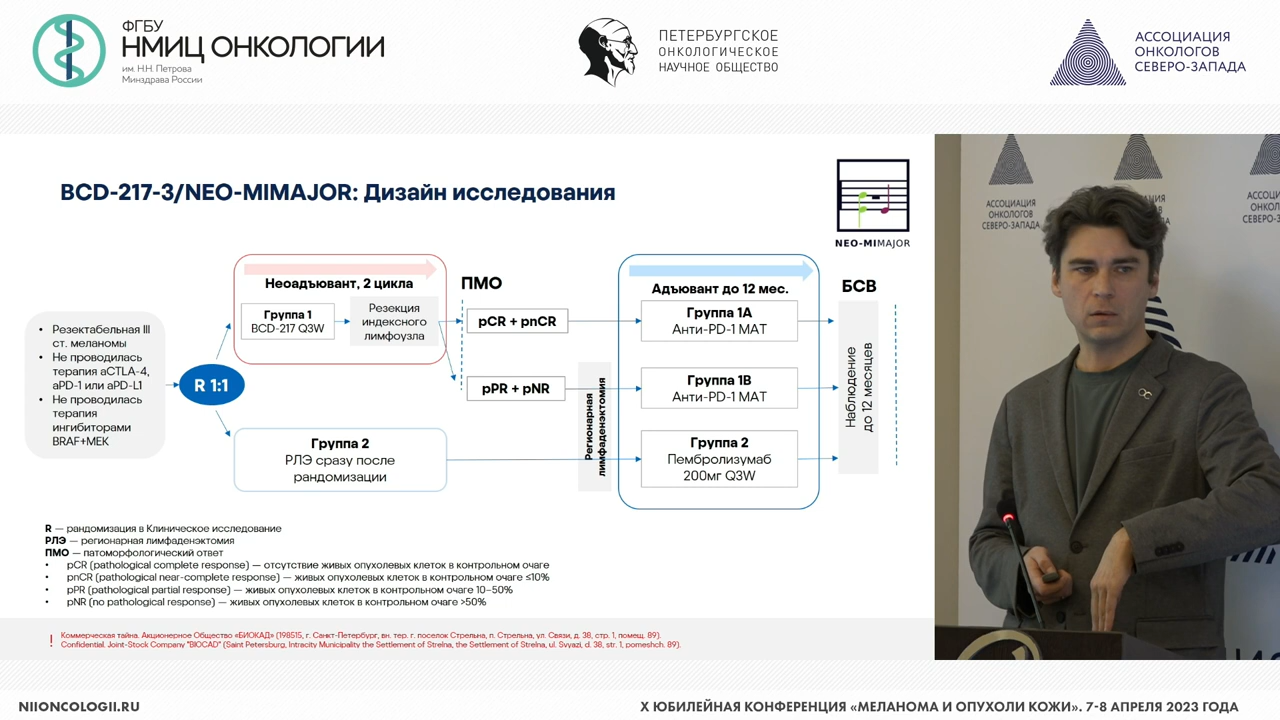 ФГБУ
НМИЦ ОНКОЛОГИИ
им. Н.Н. Петрова
Минздрава России
ПЕТЕРБУРГСКОЕ
ОНКОЛОГИЧЕСКОЕ
НАУЧНОЕ ОБЩЕСТВО
АССОЦИАЦИЯ
ОНКОЛОГОВ
СЕВЕРО-ЗАПАДА
BCD-217-3/NEO-MIMAJOR: Дизайн исследования
NEO-MIMAJOR
Неоадъювант, 2 цикла
Группа 1
BCD-217 Q3W
Резекция
индексного
лимфоузла
ПМО
pCR + pnCR
pPR + pNR
Адъювант до 12 мес.
Группа 1A
Анти-PD-1 МАТ
Группа 1B
Анти-PD-1 МАТ
Группа 2
Пембролизумаб
200мг Q3W
БСВ
Наблюдение
до 12 месяцев
• Резектабельная III
ст. меланомы
• Не проводилась
терапия aCTLA-4,
aPD-1 или aPD-L1
• Не проводилась
терапия
ингибиторами
BRAF+MEK
R 1:1
Группа 2
РЛЭ сразу после
рандомизации
Регионарная
лимфаденэктомия
R — рандомизация в Клиническое исследование
РЛЭ — регионарная лимфаденэктомия
ПМО — патоморфологический ответ
• pCR (pathological complete response) — отсутствие живых опухолевых клеток в контрольном очаге
• pnCR (pathological near-complete response) — живых опухолевых клеток в контрольном очаге ≤10%
• pPR (pathological partial response) — живых опухолевых клеток в контрольном очаге 10–50%
• pNR (no pathological response) — живых опухолевых клеток в контрольном очаге >50%
! Коммерческая тайна. Акционерное Общество «БИОКАД» (198515, г. Санкт-Петербург, вн. тер. г. поселок Стрельна, п. Стрельна, ул. Связи, д. 38, стр. 1, помещ. 89).
Confidential. Joint-Stock Company "BIOCAD" (Saint Petersburg, Intracity Municipality the Settlement of Strelna, the Settlement of Strelna, ul. Svyazi, d. 38, str. 1, pomeshch. 89).
АССОЦИАЦИЯ
ОНКОЛОГОВ
СЕВЕРО-ЗАПАДА
NIIONCOLOGII.RU
X ЮБИЛЕЙНАЯ КОНФЕРЕНЦИЯ «МЕЛАНОМА И ОПУХОЛИ КОЖИ». 7-8 АПРЕЛЯ 2023 ГОДА